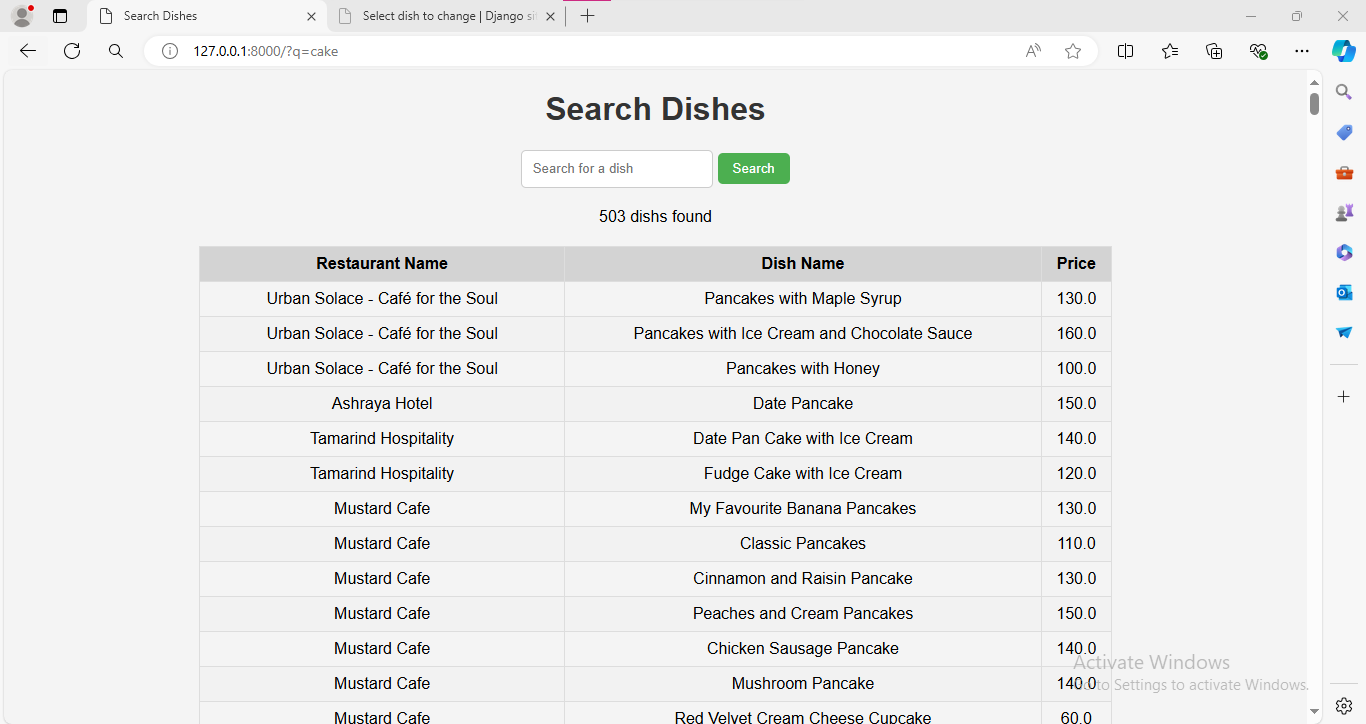 Search Dishes
Select dish to change | Django si
127.0.0.1:8000/?q=cake
Search Dishes
Search for a dish
Search
503 dishs found
Restaurant Name Dish Name Price
Urban Solace - Café for the Soul Pancakes with Maple Syrup 130.0
Urban Solace - Café for the Soul Pancakes with Ice Cream and Chocolate Sauce 160.0
Urban Solace - Café for the Soul Pancakes with Honey 100.0
Ashraya Hotel Date Pancake 150.0
Tamarind Hospitality Date Pan Cake with Ice Cream 140.0
Tamarind Hospitality Fudge Cake with Ice Cream 120.0
Mustard Cafe My Favourite Banana Pancakes 130.0
Mustard Cafe Classic Pancakes 110.0
Mustard Cafe Cinnamon and Raisin Pancake 130.0
Mustard Cafe Peaches and Cream Pancakes 150.0
Mustard Cafe Chicken Sausage Pancake 140.0
Mustard Cafe Mushroom Pancake 140.0
Mustard Cafe Red Velvet Cream Cheese Cupcake 60.0
Activate Windows
Go to Settings to activate Windows.